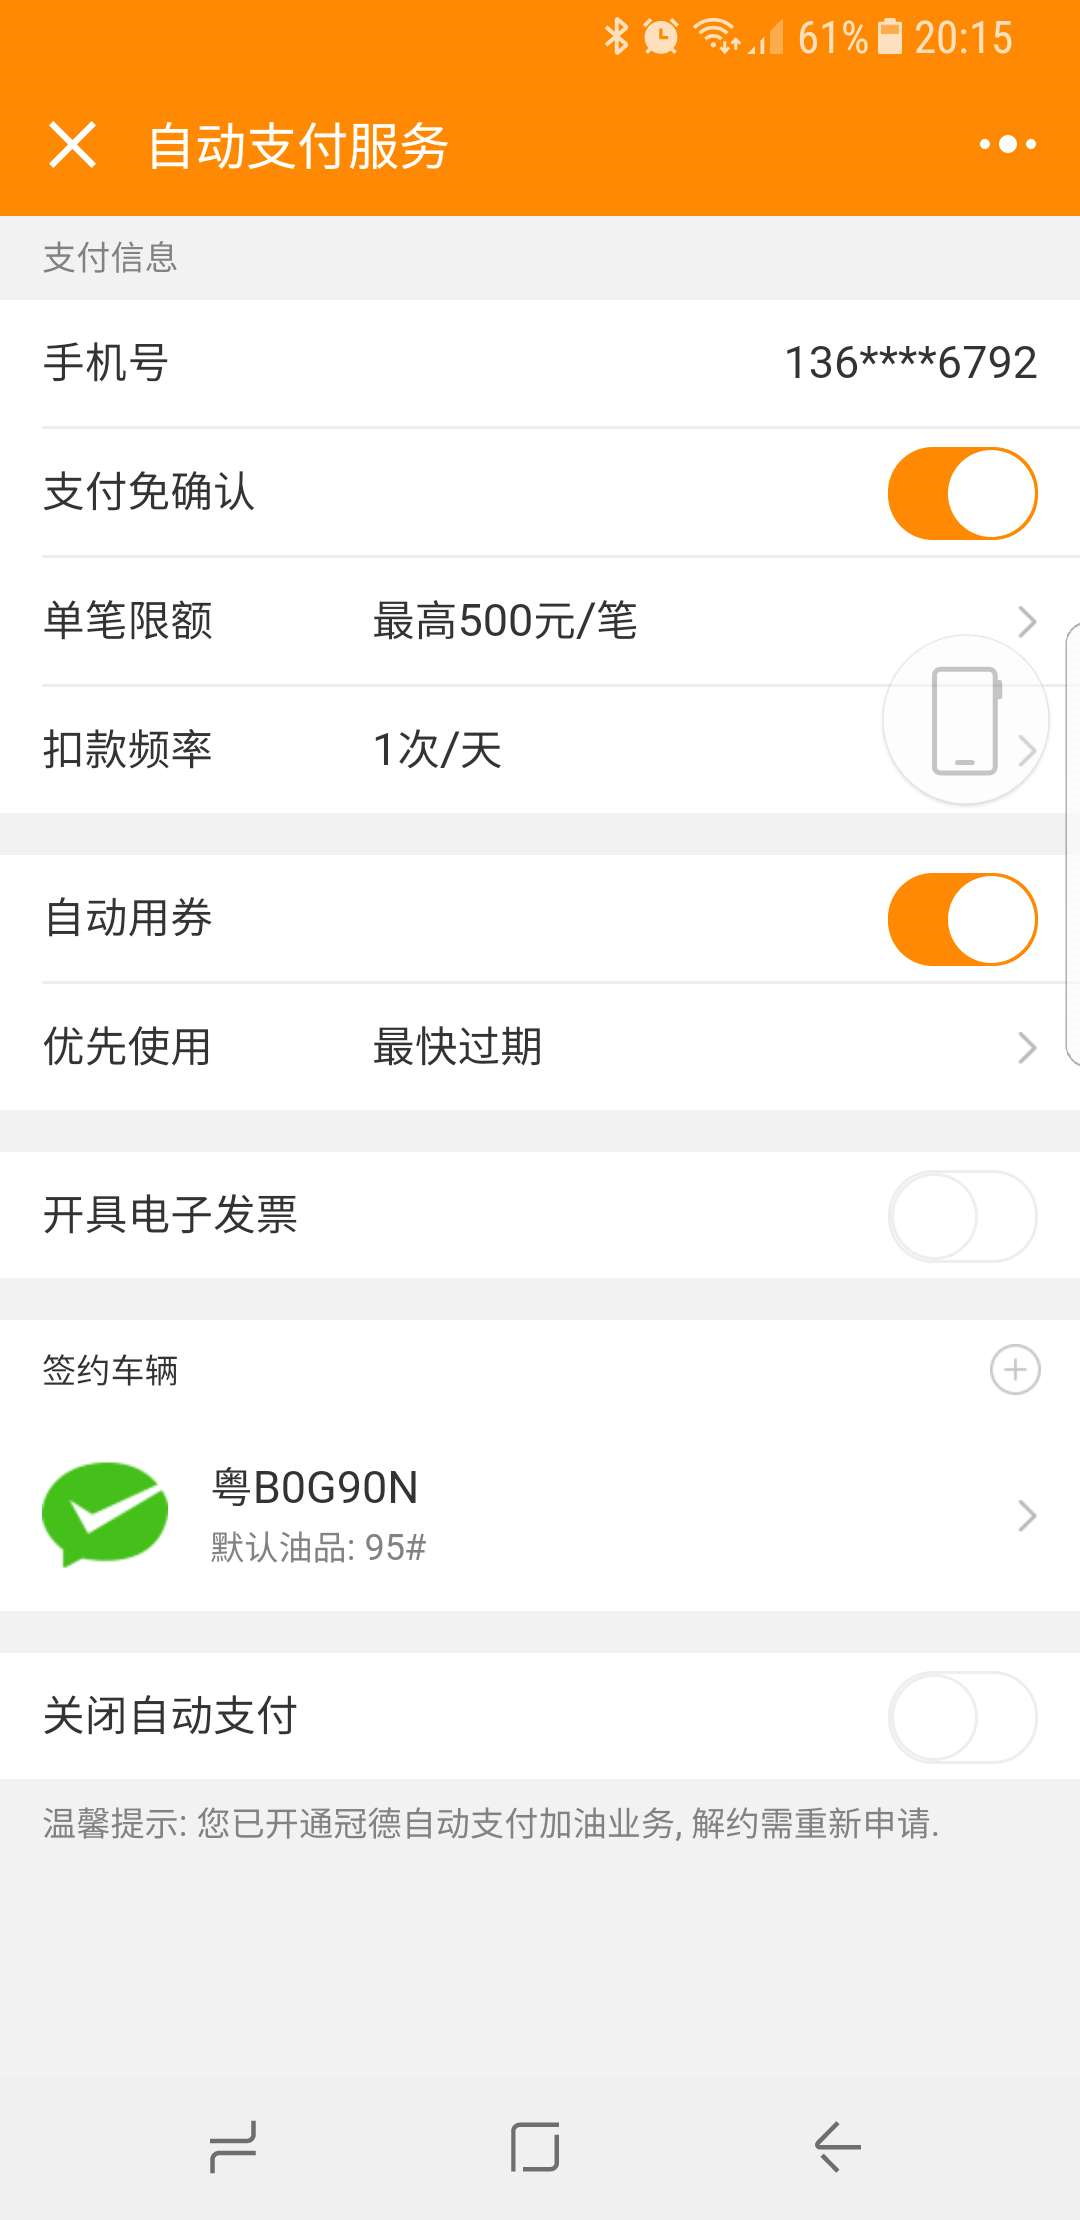 61% 20:15
自动支付服务
支付信息
手机号 136****6792
支付免确认
单笔限额 最高500元/笔
扣款频率 1次/天
自动用券
优先使用 最快过期
开具电子发票
签约车辆
粤B0G90N
默认油品: 95#
关闭自动支付
温馨提示: 您已开通冠德自动支付加油业务, 解约需重新申请.